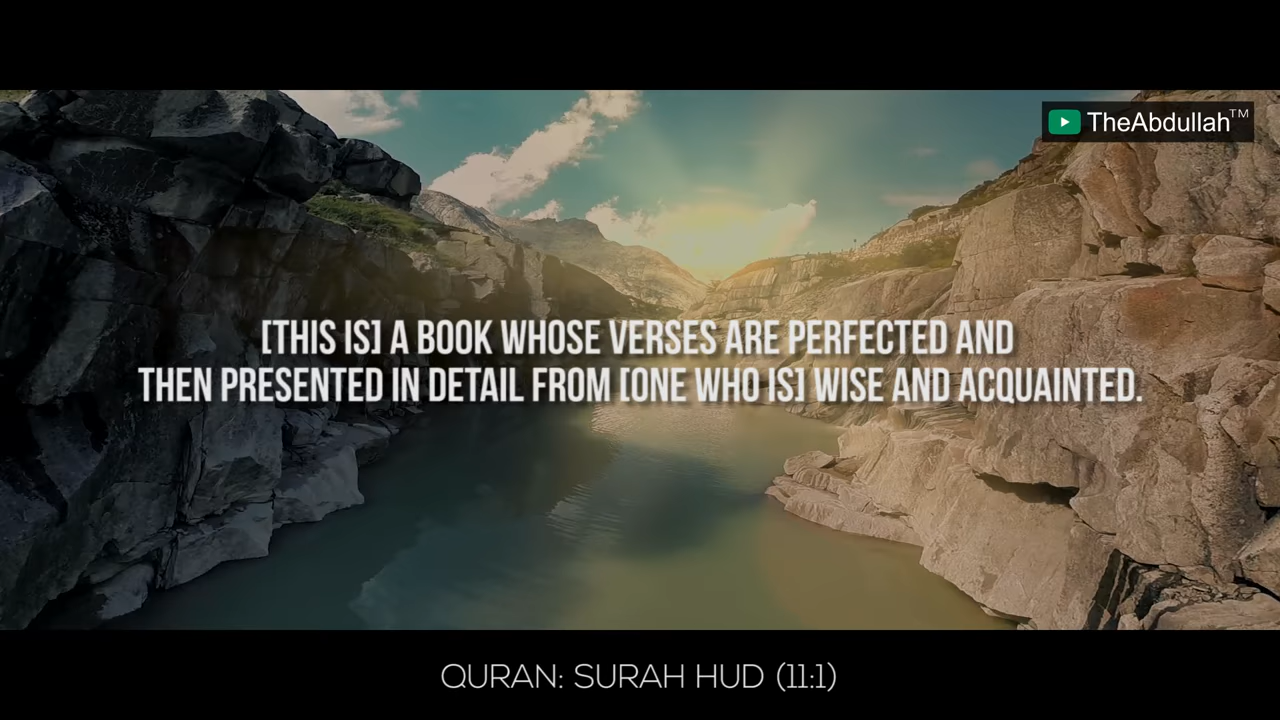 TheAbdullah™
[THIS IS] A BOOK WHOSE VERSES ARE PERFECTED AND
THEN PRESENTED IN DETAIL FROM [ONE WHO IS] WISE AND ACQUAINTED.
QURAN: SURAH HUD (11:1)